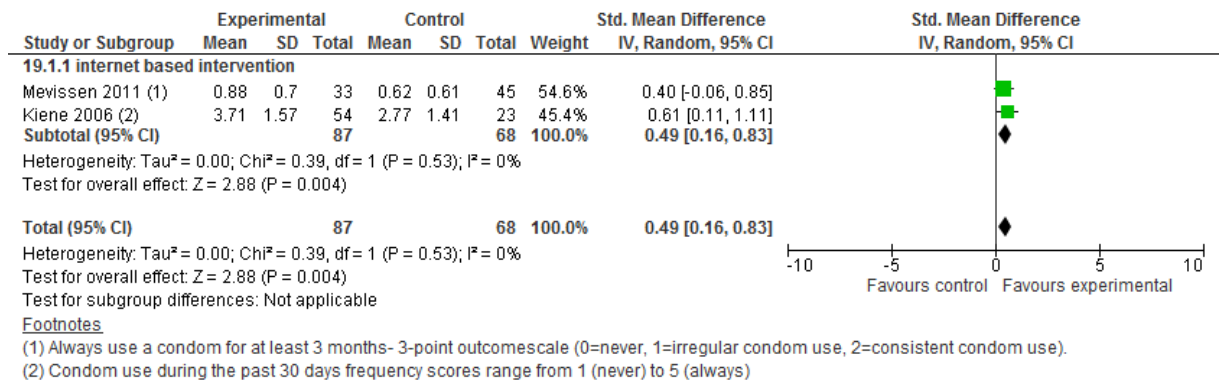 Experimental Control Std. Mean Difference Std. Mean Difference
Study or Subgroup Mean SD Total Mean SD Total Weight IV, Random, 95% CI IV, Random, 95% CI
19.1.1 internet based intervention
Mevissen 2011 (1) 0.88 0.7 33 0.62 0.61 45 54.6% 0.40 [-0.06, 0.85]
Kiene 2006 (2) 3.71 1.57 54 2.77 1.41 23 45.4% 0.61 [0.11, 1.11]
Subtotal (95% CI) 87 68 100.0% 0.49 [0.16, 0.83]
Heterogeneity: Tau² = 0.00; Chi² = 0.39, df = 1 (P = 0.53); I² = 0%
Test for overall effect: Z = 2.88 (P = 0.004)
Total (95% CI) 87 68 100.0% 0.49 [0.16, 0.83]
Heterogeneity: Tau² = 0.00; Chi² = 0.39, df = 1 (P = 0.53); I² = 0%
Test for overall effect: Z = 2.88 (P = 0.004)
Test for subgroup differences: Not applicable
-10 -5 0 5 10
Favours control Favours experimental
Footnotes
(1) Always use a condom for at least 3 months- 3-point outcomescale (0=never, 1=irregular condom use, 2=consistent condom use).
(2) Condom use during the past 30 days frequency scores range from 1 (never) to 5 (always)